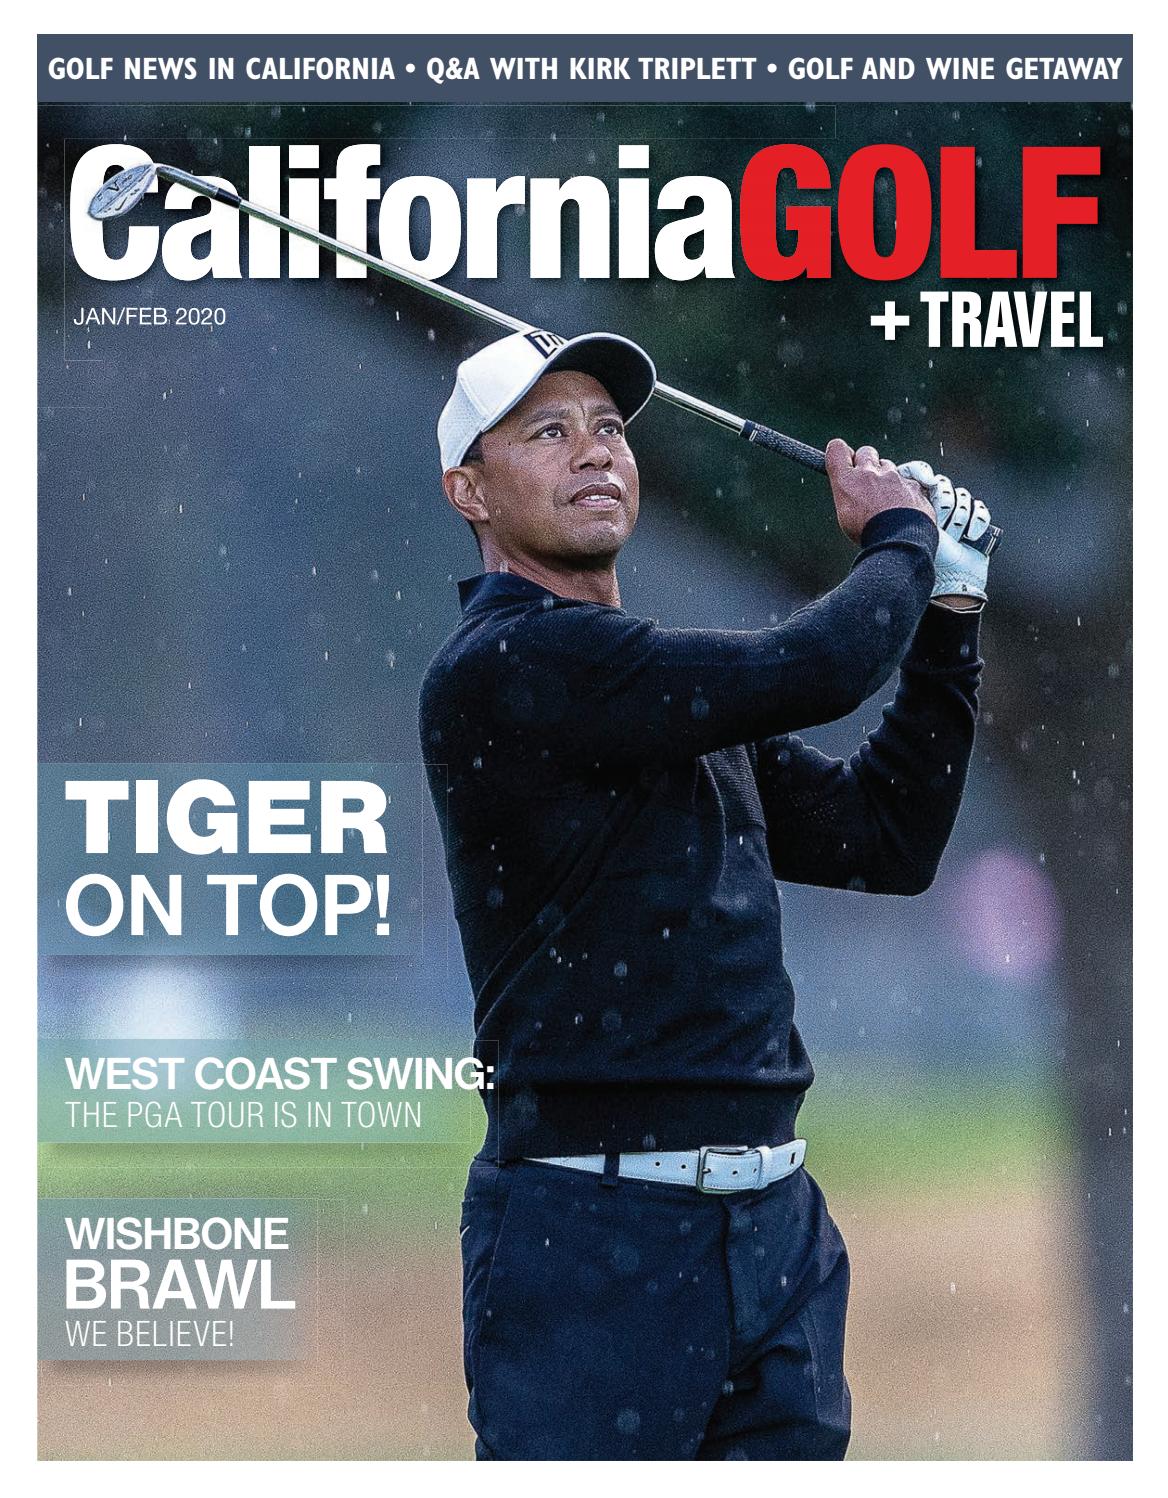 GOLF NEWS IN CALIFORNIA • Q&A WITH KIRK TRIPLETT • GOLF AND WINE GETAWAY
CaliforniaGOLF
+ TRAVEL
JAN/FEB 2020
TIGER
ON TOP!
WEST COAST SWING:
THE PGA TOUR IS IN TOWN
WISHBONE
BRAWL
WE BELIEVE!